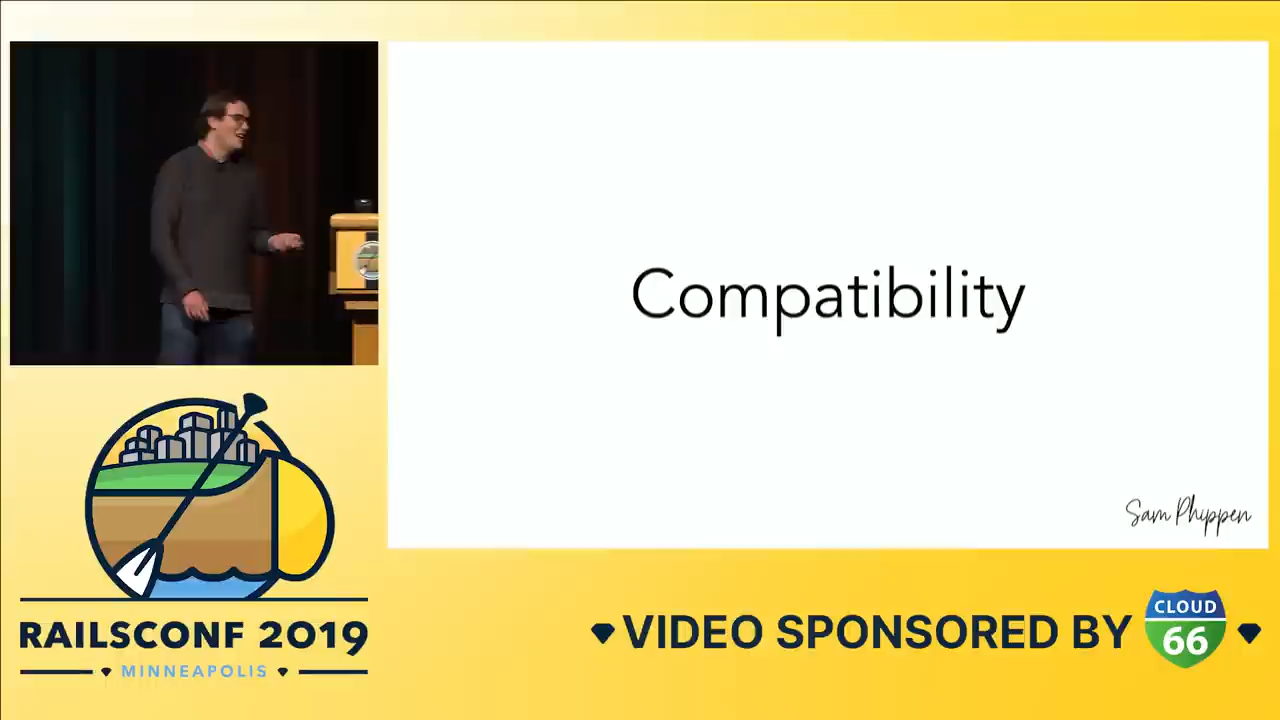 Compatibility
Sam Phippen
RAILSCONF 2019
MINNEAPOLIS
VIDEO SPONSORED BY
CLOUD
66